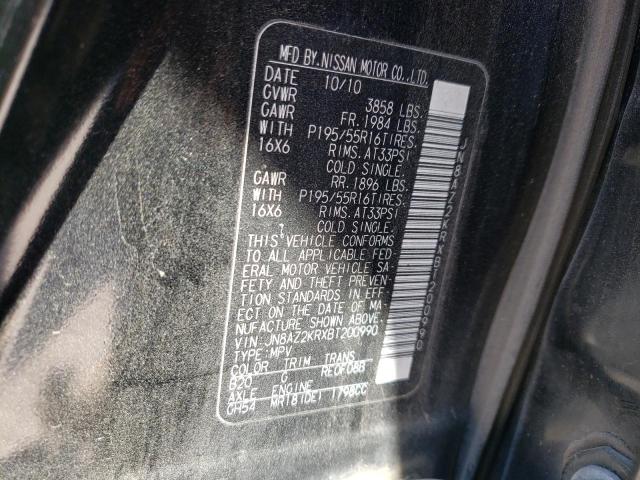 MFD BY. NISSAN MOTOR CO., LTD.
DATE 10/10
GVWR 3858 LBS.
GAWR FR. 1984 LBS.
WITH P195/55R16TIRES.
16X6 RIMS. AT33PSI
COLD SINGLE.
GAWR RR. 1896 LBS.
WITH P195/55R16TIRES.
16X6 RIMS. AT33PSI
COLD SINGLE.
THIS VEHICLE CONFORMS
TO ALL APPLICABLE FED-
ERAL MOTOR VEHICLE SA-
FETY AND THEFT PREVEN-
TION STANDARDS IN EFF-
ECT ON THE DATE OF MA-
NUFACTURE SHOWN ABOVE.
VIN: JN8AZ2KRXBT200990
TYPE: MPV
COLOR TRIM TRANS
B20 G RE0F08B
AXLE ENGINE
GH54 MR18(DE) 1798CC
JN8AZ2KRXBT200990